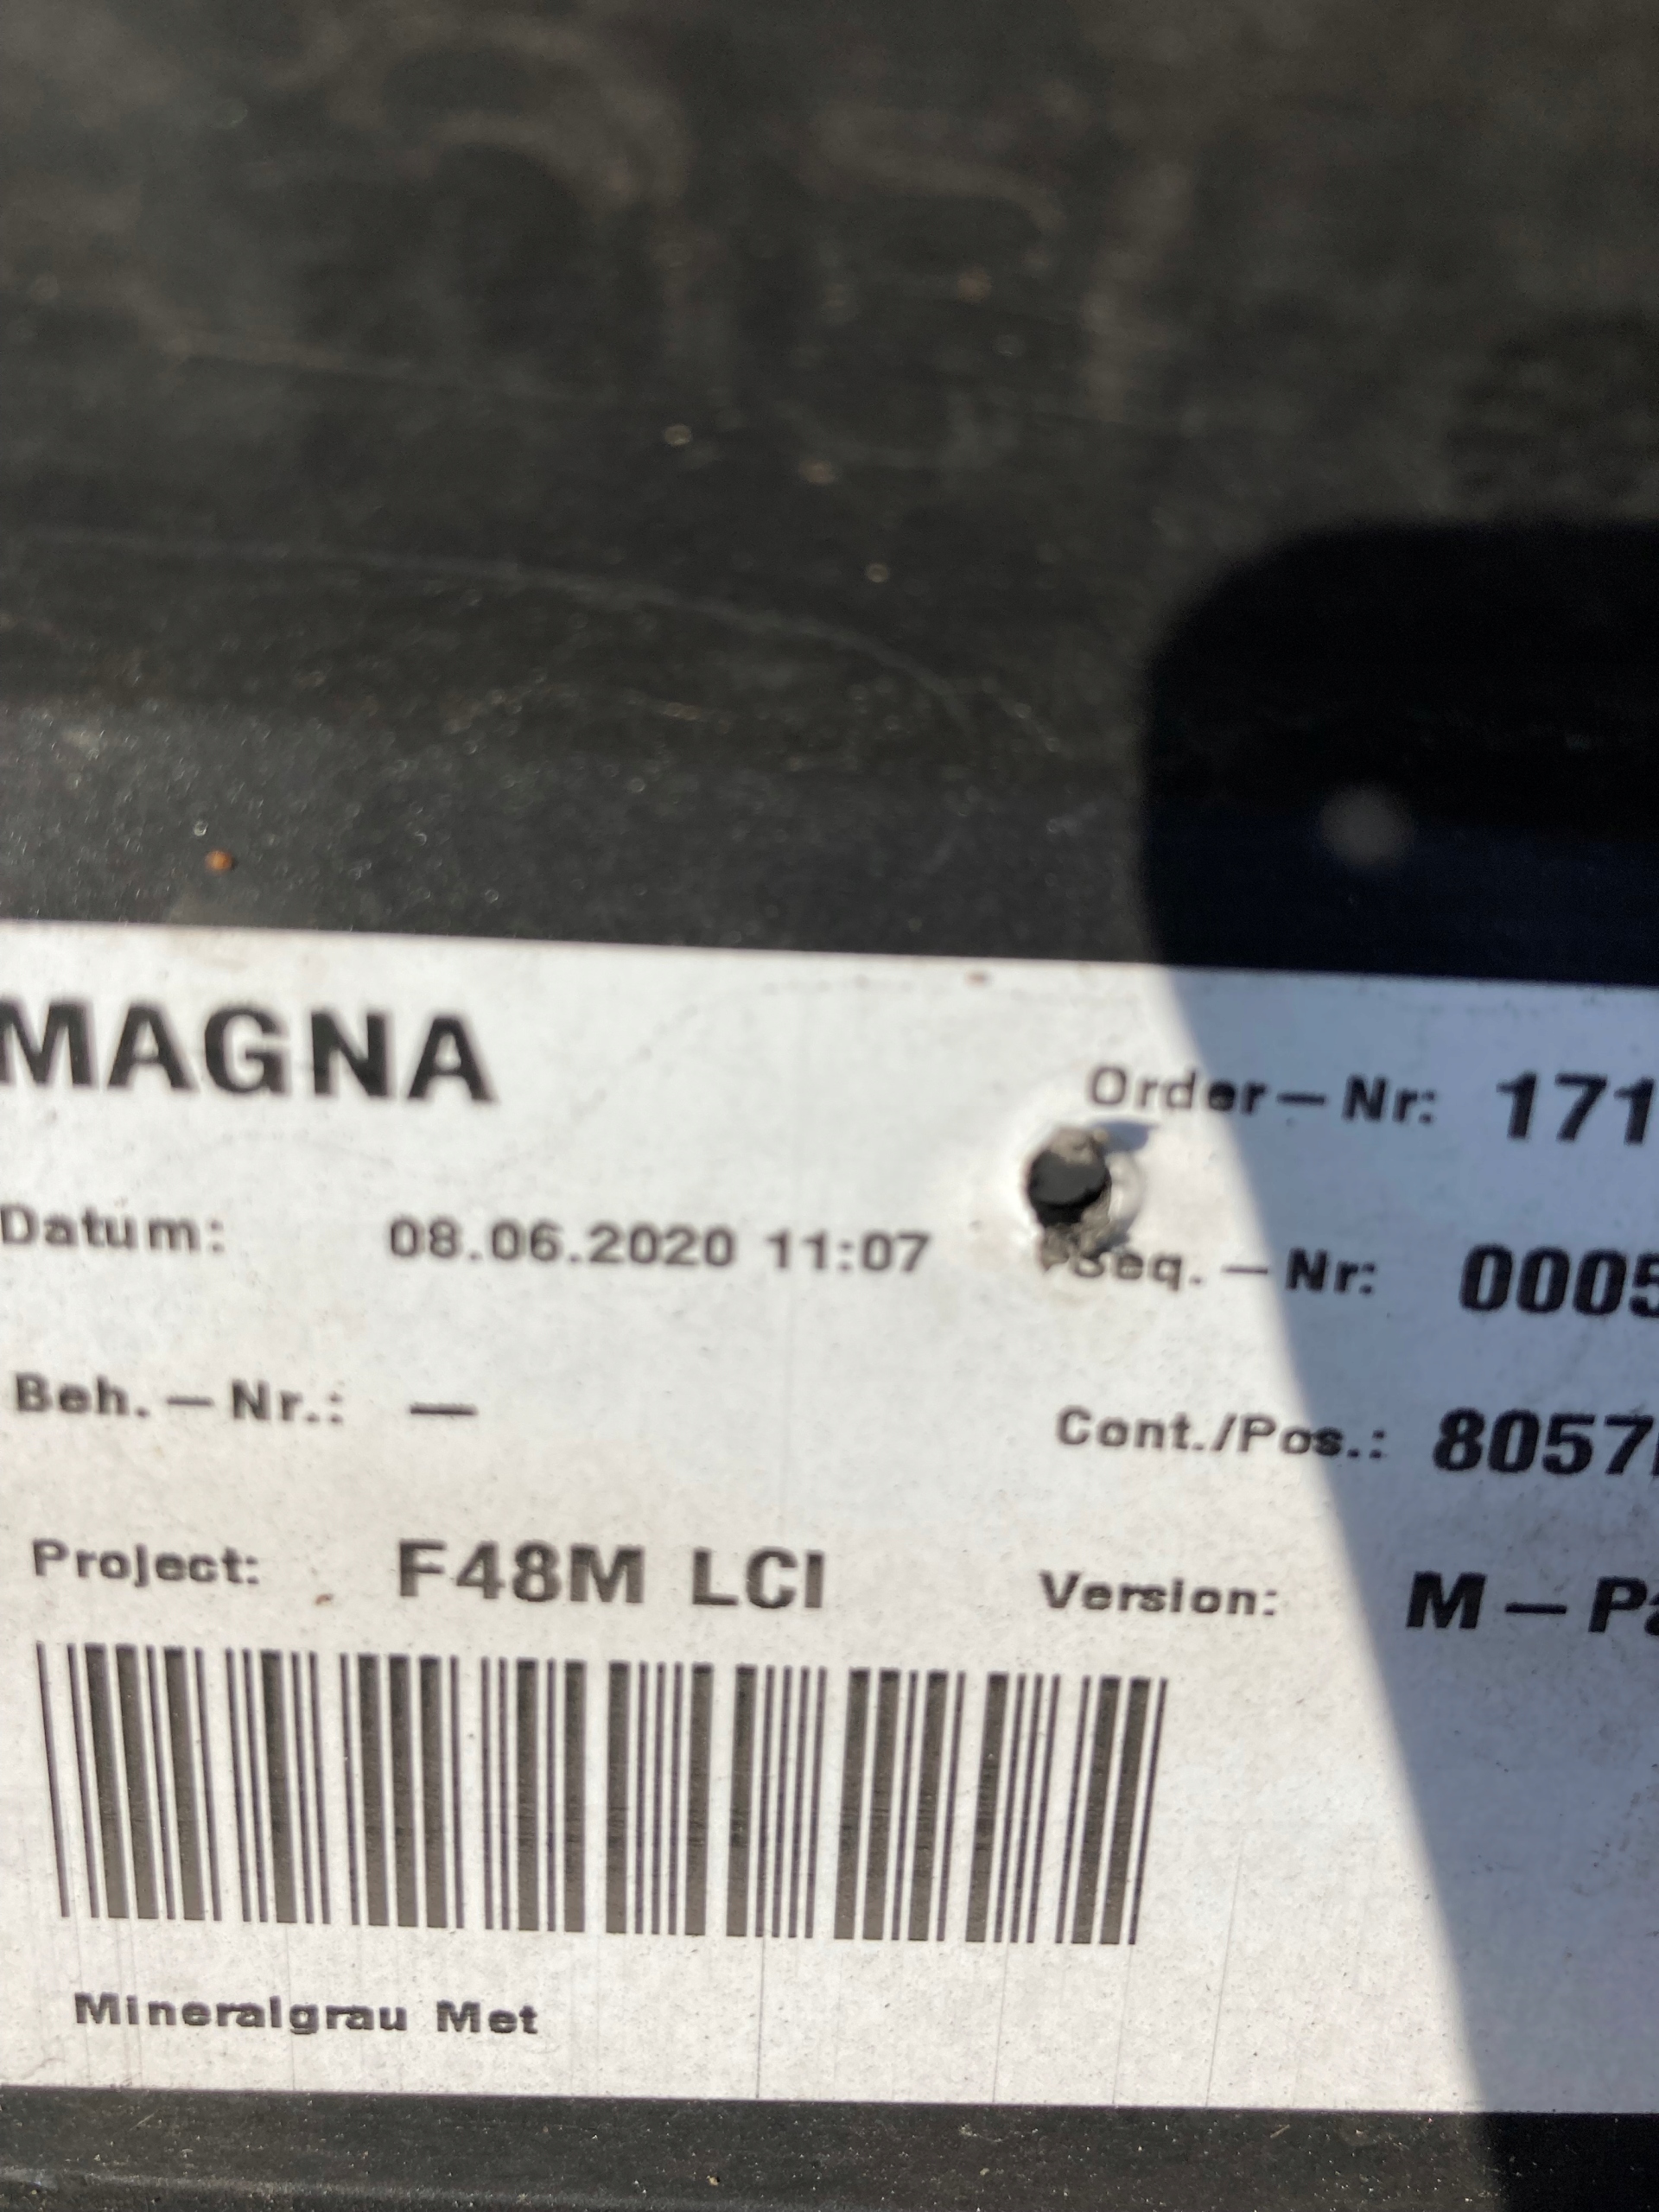 MAGNA
Order-Nr: 171
Datum: 08.06.2020 11:07
Seq.-Nr: 0005
Beh.-Nr.: —
Cont./Pos.: 8057
Project: F48M LCI
Version: M-Pa
Mineralgrau Met